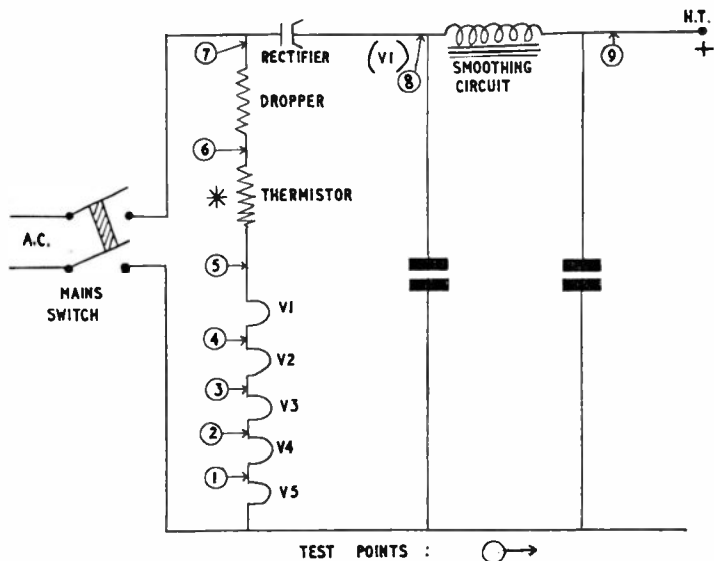 H.T.
+
7
RECTIFIER
(V1)
8
SMOOTHING
CIRCUIT
9
DROPPER
6
THERMISTOR
A.C.
MAINS
SWITCH
5
V1
4
V2
3
V3
2
V4
1
V5
TEST POINTS :